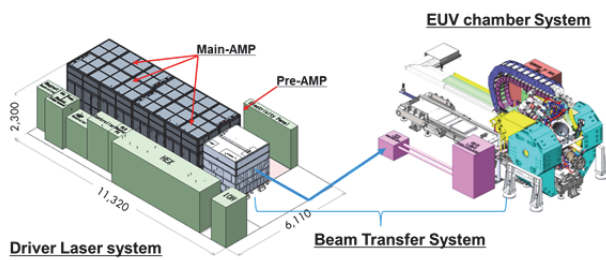 EUV chamber System
Main-AMP
Pre-AMP
2,300
HEX
11,320
6,110
Driver Laser system
Beam Transfer System